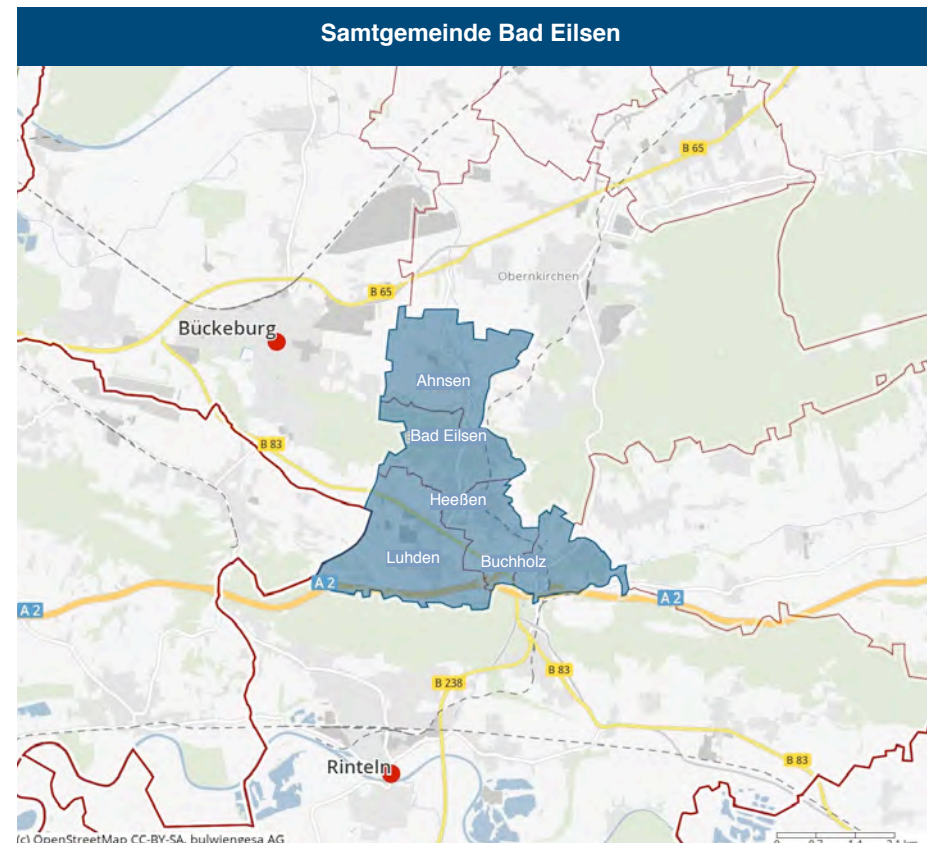 Samtgemeinde Bad Eilsen
B 65
Obernkirchen
B 65
Bückeburg
Ahnsen
Bad Eilsen
B 83
Heeßen
Luhden
Buchholz
A 2
A 2
A 2
B 83
B 238
B 83
Rinteln
(c) OpenStreetMap CC-BY-SA, bulwiengesa AG